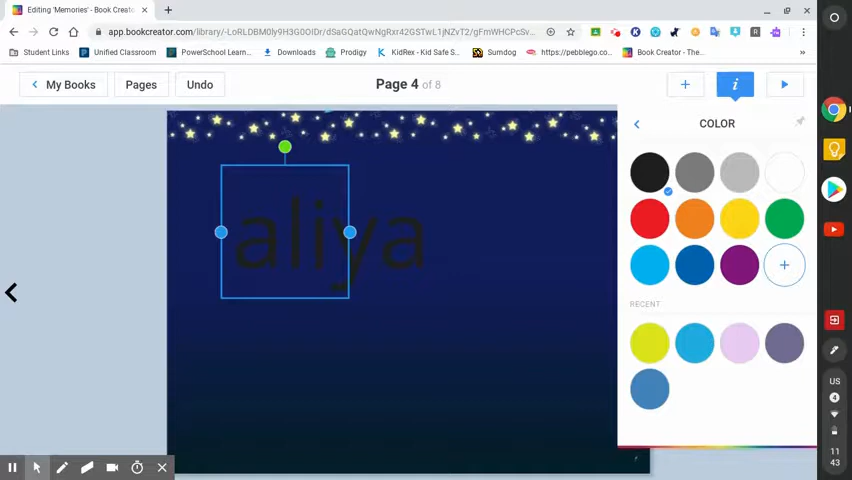 Editing 'Memories' - Book Creator
app.bookcreator.com/library/-LoRLDBM0ly9H3G0OIDr/dSaGQatQwNgRxr42GSTwL1jNZvT2/gFmWHCPcSv...
Student Links
Unified Classroom
PowerSchool Learn...
Downloads
Prodigy
KidRex - Kid Safe S...
Sumdog
https://pebblego.c...
Book Creator - The...
My Books
Pages
Undo
Page 4 of 8
COLOR
aliya
RECENT
US
4
11
43